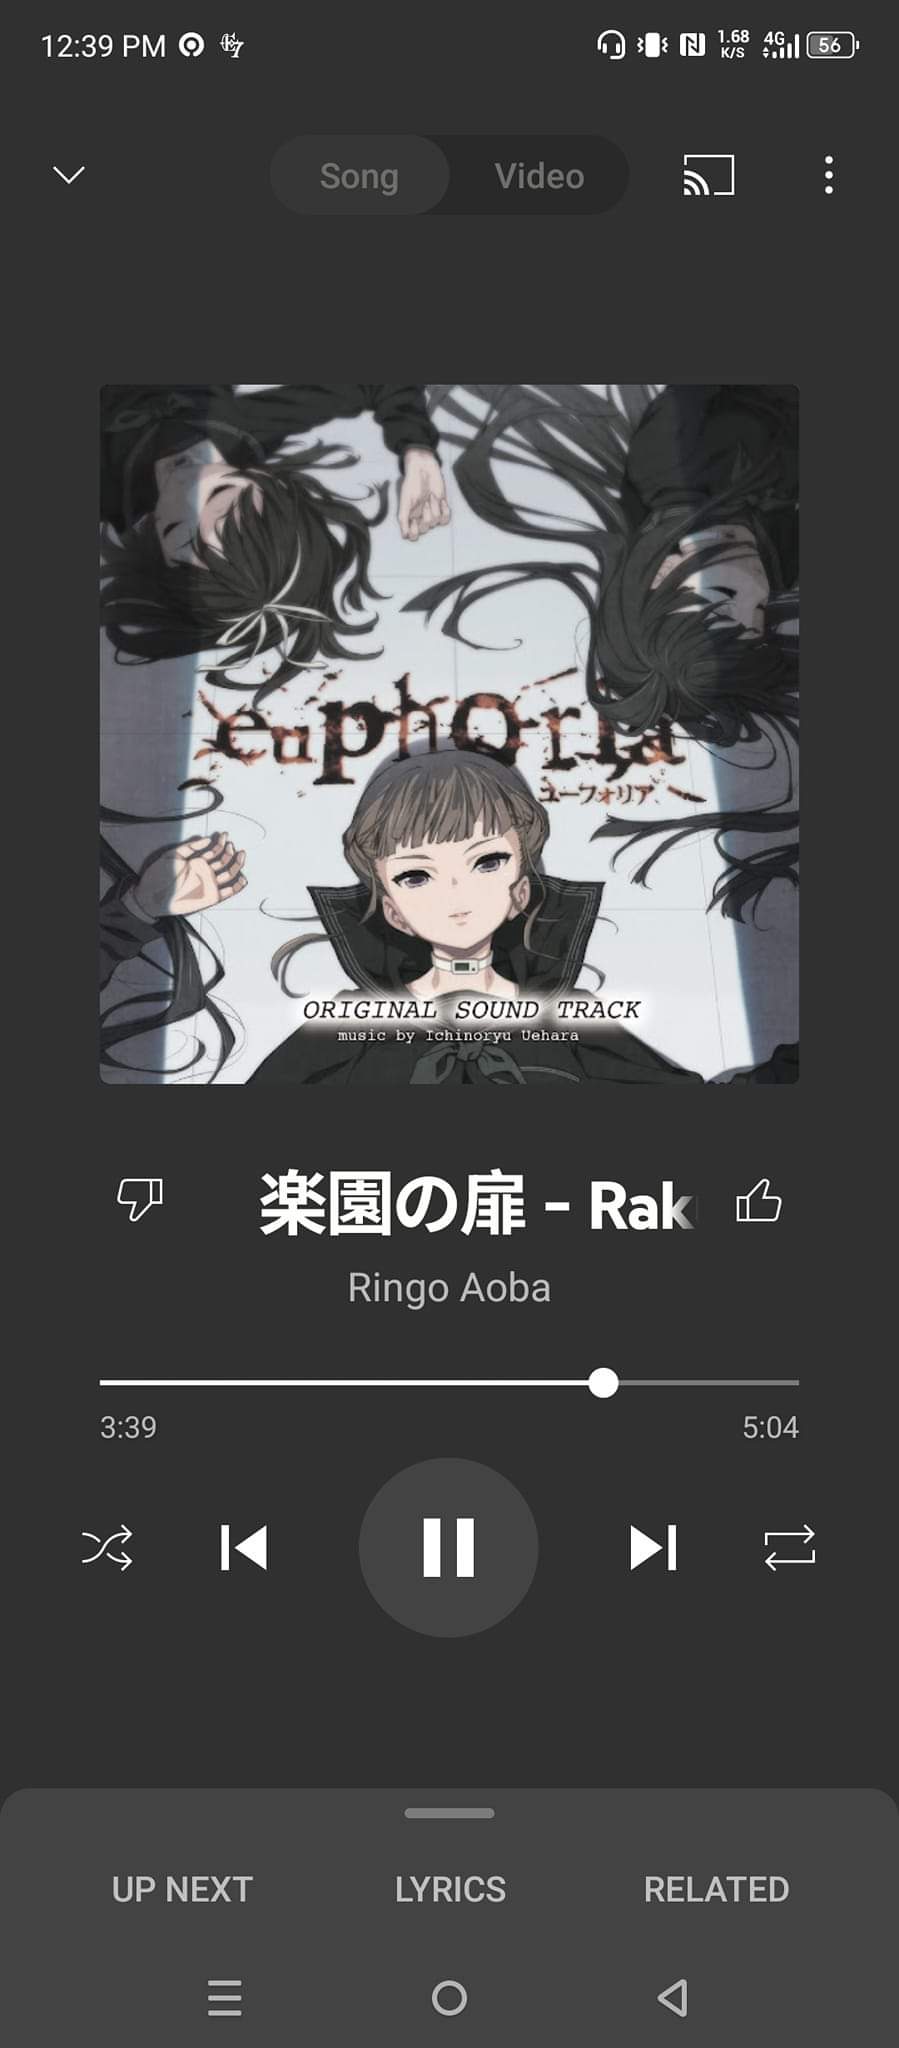 12:39 PM
1.68
K/S
4G
56
Song
Video
euphoria
ユーフォリア
ORIGINAL SOUND TRACK
music by Ichinoryu Uehara
楽園の扉 - Rak
Ringo Aoba
3:39
5:04
UP NEXT
LYRICS
RELATED